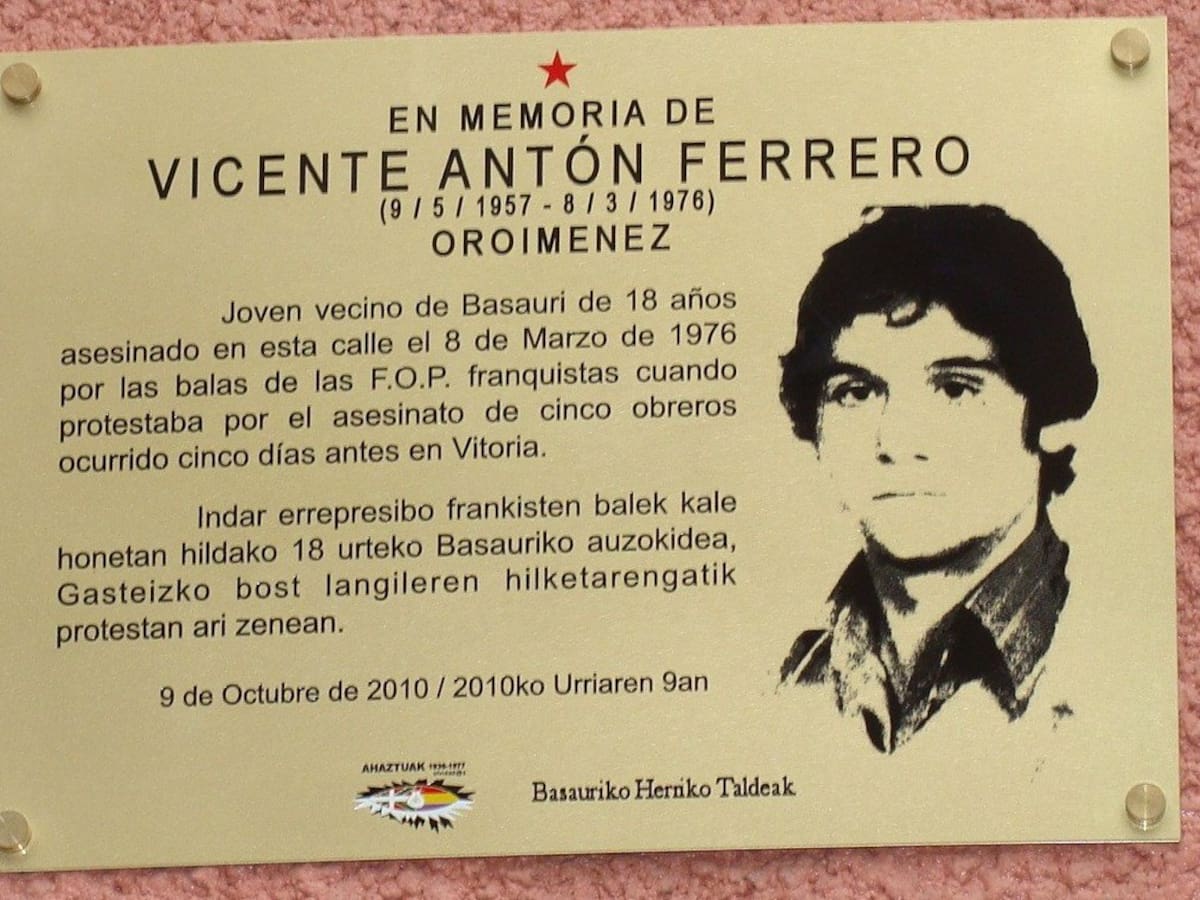 EN MEMORIA DE
VICENTE ANTÓN FERRERO
(9 / 5 / 1957 - 8 / 3 / 1976)
OROIMENEZ
Joven vecino de Basauri de 18 años
asesinado en esta calle el 8 de Marzo de 1976
por las balas de las F.O.P. franquistas cuando
protestaba por el asesinato de cinco obreros
ocurrido cinco días antes en Vitoria.
Indar errepresibo frankisten balek kale
honetan hildako 18 urteko Basauriko auzokidea,
Gasteizko bost langileren hilketarengatik
protestan ari zenean.
9 de Octubre de 2010 / 2010ko Urriaren 9an
AHAZTUAK 1936-1977
Basauriko Herriko Taldeak